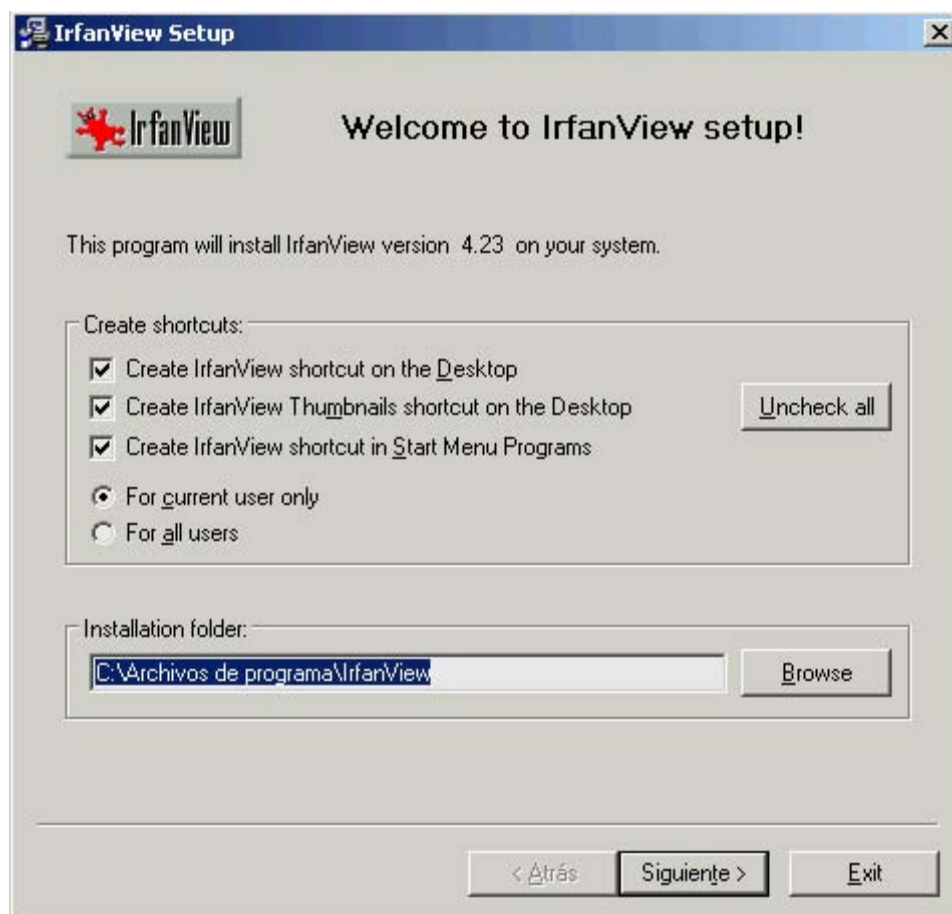 IrfanView Setup
IrfanView
Welcome to IrfanView setup!
This program will install IrfanView version 4.23 on your system.
Create shortcuts:
Create IrfanView shortcut on the Desktop
Create IrfanView Thumbnails shortcut on the Desktop
Uncheck all
Create IrfanView shortcut in Start Menu Programs
For current user only
For all users
Installation folder:
C:\Archivos de programa\IrfanView
Browse
< Atrás
Siguiente >
Exit